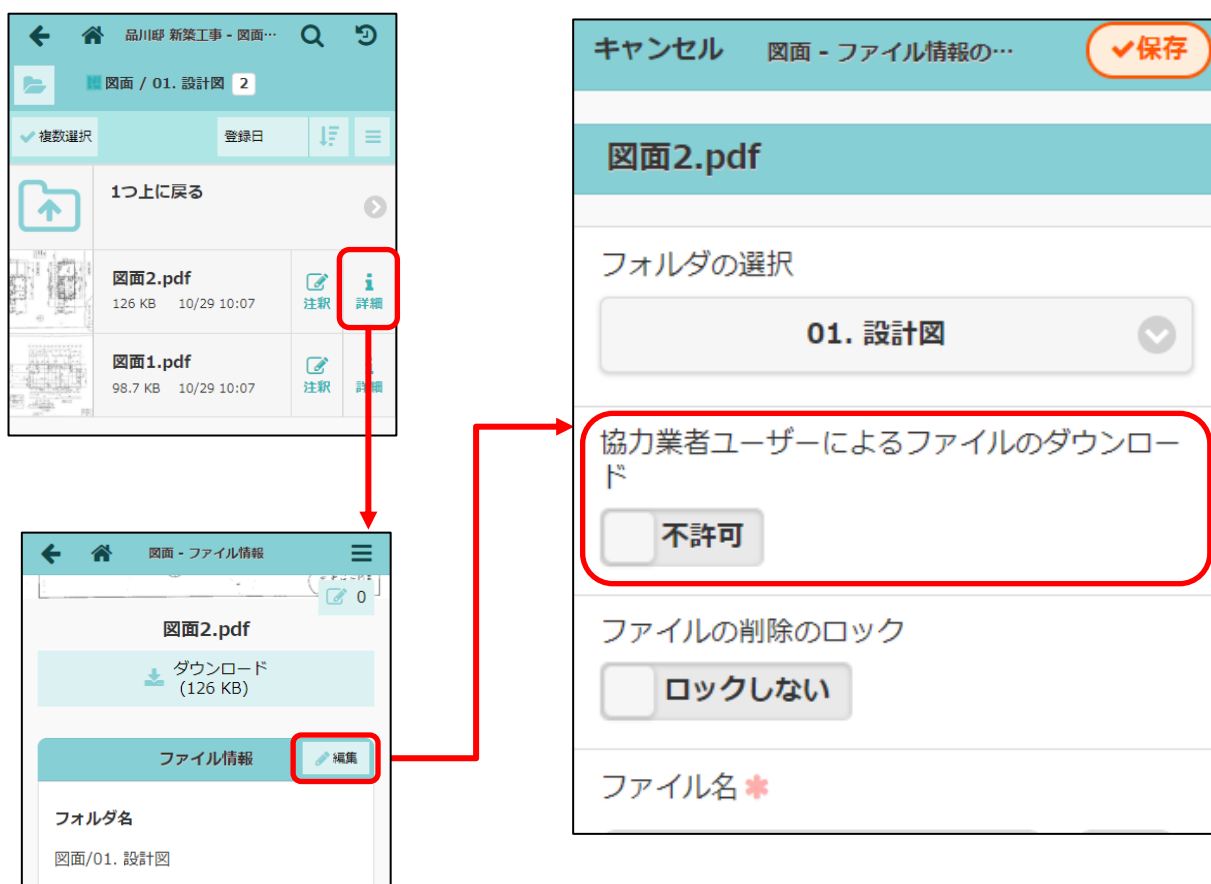 品川邸 新築工事 - 図面…
図面 / 01. 設計図 2
複数選択 登録日
1つ上に戻る
図面2.pdf
126 KB 10/29 10:07
注釈 詳細
図面1.pdf
98.7 KB 10/29 10:07
注釈 詳細
図面 - ファイル情報
0
図面2.pdf
ダウンロード
(126 KB)
ファイル情報 編集
フォルダ名
図面/01. 設計図
キャンセル 図面 - ファイル情報の… 保存
図面2.pdf
フォルダの選択
01. 設計図
協力業者ユーザーによるファイルのダウンロー
ド
不許可
ファイルの削除のロック
ロックしない
ファイル名